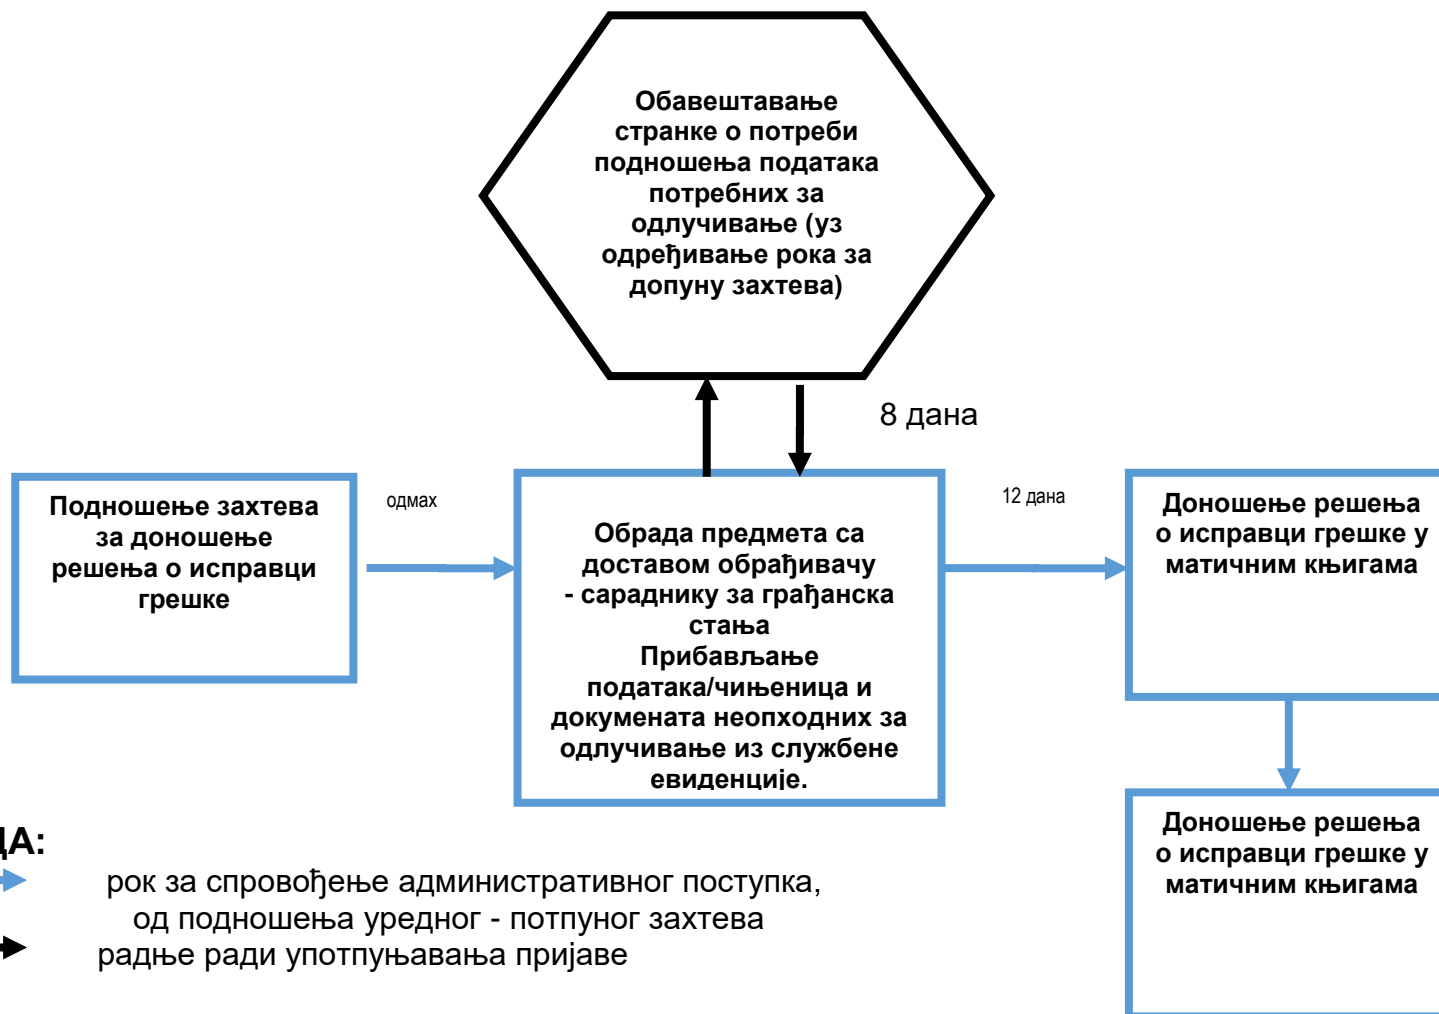 Обавештавање
странке о потреби
подношења података
потребних за
одлучивање (уз
одређивање рока за
допуну захтева)
8 дана
Подношење захтева
за доношење
решења о исправци
грешке
одмах
Обрада предмета са
доставом обрађивачу
- сараднику за грађанска
стања
Прибављање
података/чињеница и
докумената неопходних за
одлучивање из службене
евиденције.
12 дана
Доношење решења
о исправци грешке у
матичним књигама
Доношење решења
о исправци грешке у
матичним књигама
ДА:
рок за спровођење административног поступка,
од подношења уредног - потпуног захтева
радње ради употпуњавања пријаве